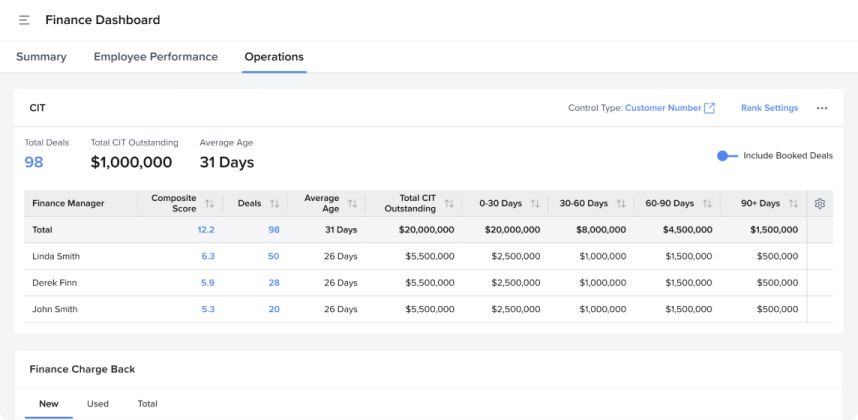 Finance Dashboard
Summary Employee Performance Operations
CIT Control Type: Customer Number Rank Settings
Total Deals Total CIT Outstanding Average Age
98 $1,000,000 31 Days Include Booked Deals
Finance Manager Composite Score Deals Average Age Total CIT Outstanding 0-30 Days 30-60 Days 60-90 Days 90+ Days
Total 12.2 98 31 Days $20,000,000 $20,000,000 $8,000,000 $4,500,000 $1,500,000
Linda Smith 6.3 50 26 Days $5,500,000 $2,500,000 $1,000,000 $1,500,000 $500,000
Derek Finn 5.9 28 26 Days $5,500,000 $2,500,000 $1,000,000 $1,500,000 $500,000
John Smith 5.3 20 26 Days $5,500,000 $2,500,000 $1,000,000 $1,500,000 $500,000
Finance Charge Back
New Used Total